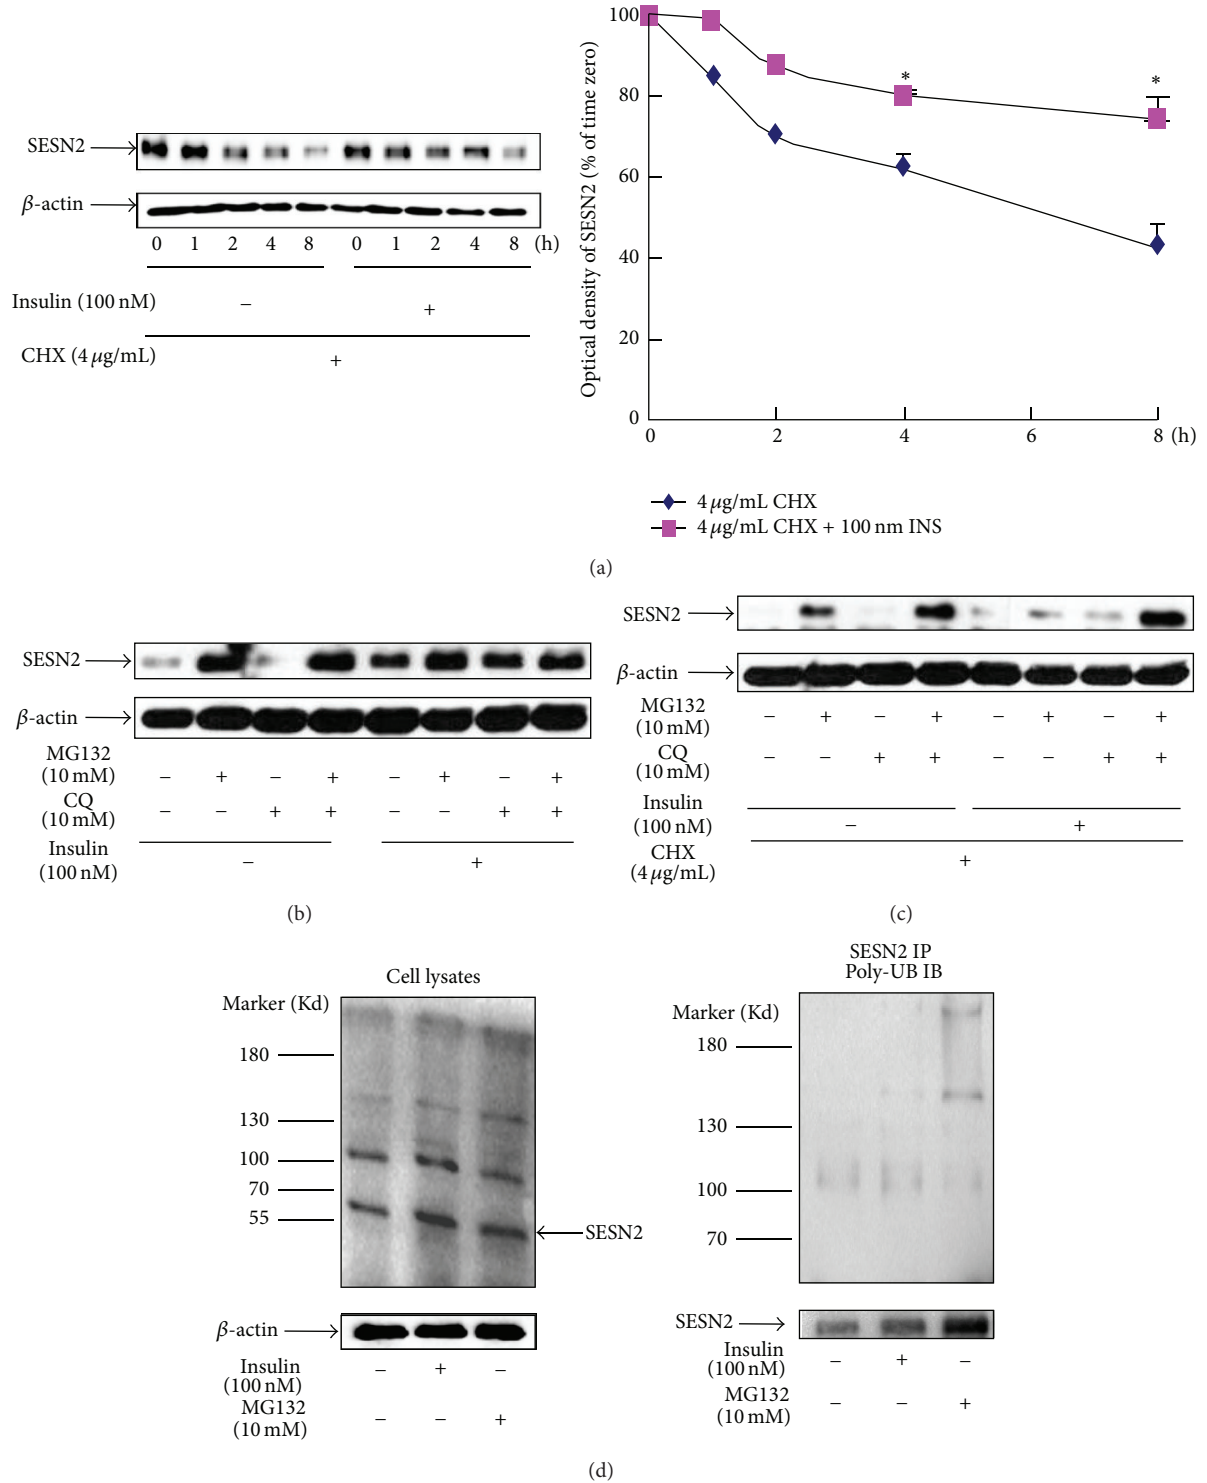 SESN2
β-actin
0 1 2 4 8 0 1 2 4 8 (h)
Insulin (100 nM)
− +
CHX (4 μg/mL)
+
Optical density of SESN2 (% of time zero)
100
80
60
40
20
0
* *
0 2 4 6 8 (h)
4 μg/mL CHX
4 μg/mL CHX + 100 nm INS
(a)
SESN2
β-actin
MG132
(10 mM)
− + − + − + − +
CQ
(10 mM)
− − + + − − + +
Insulin
(100 nM)
− +
(b)
SESN2
β-actin
MG132
(10 mM)
− + − + − + − +
CQ
(10 mM)
− − + + − − + +
Insulin
(100 nM)
− +
CHX
(4 μg/mL)
+
(c)
Cell lysates
Marker (Kd)
180
130
100
70
55
SESN2
β-actin
Insulin
(100 nM)
− + −
MG132
(10 mM)
− − +
SESN2 IP
Poly-UB IB
Marker (Kd)
180
130
100
70
SESN2
Insulin
(100 nM)
− + −
MG132
(10 mM)
− − +
(d)